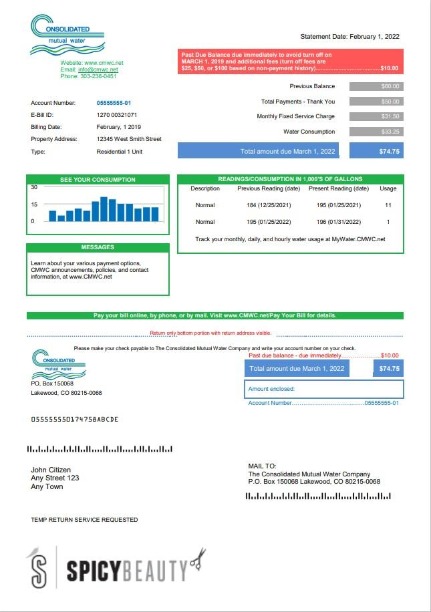 CONSOLIDATED
mutual water
Statement Date: February 1, 2022
Website: www.cmwc.net
Email: info@cmwc.net
Phone: 303-238-0451
Past Due Balance due immediately to avoid turn off on
MARCH 1, 2019 and additional fees (turn off fees are
$25, $50, or $100 based on non-payment history) $10.00
Previous Balance
Total Payments - Thank You $50.00
Monthly Fixed Service Charge $31.50
Water Consumption $33.25
Total amount due March 1, 2022 $74.75
Account Number: 05555555-01
E-Bill ID: 1270 00321071
Billing Date: February, 1 2019
Property Address: 12345 West Smith Street
Type: Residential 1 Unit
SEE YOUR CONSUMPTION
30
15
0
READINGS/CONSUMPTION IN 1,000'S OF GALLONS
Description Previous Reading (date) Present Reading (date) Usage
Normal 184 (12/25/2021) 195 (01/25/2021) 11
Normal 195 (01/25/2022) 196 (01/31/2022) 1
Track your monthly, daily, and hourly water usage at MyWater.CMWC.net
MESSAGES
Learn about your various payment options,
CMWC announcements, policies, and contact
information, at www.CMWC.net
Pay your bill online, by phone, or by mail. Visit www.CMWC.net/Pay Your Bill for details.
Return only bottom portion with return address visible.
Please make your check payable to The Consolidated Mutual Water Company and write your account number on your check.
CONSOLIDATED
mutual water
P.O. Box 150068
Lakewood, CO 80215-0068
Past due balance - due immediately $10.00
Total amount due March 1, 2022 $74.75
Amount enclosed:
Account Number 05555555-01
05555555017475BABCDE
John Citizen
Any Street 123
Any Town
MAIL TO:
The Consolidated Mutual Water Company
P.O. Box 150068 Lakewood, CO 80215-0068
TEMP RETURN SERVICE REQUESTED
S SPICYBEAUTY